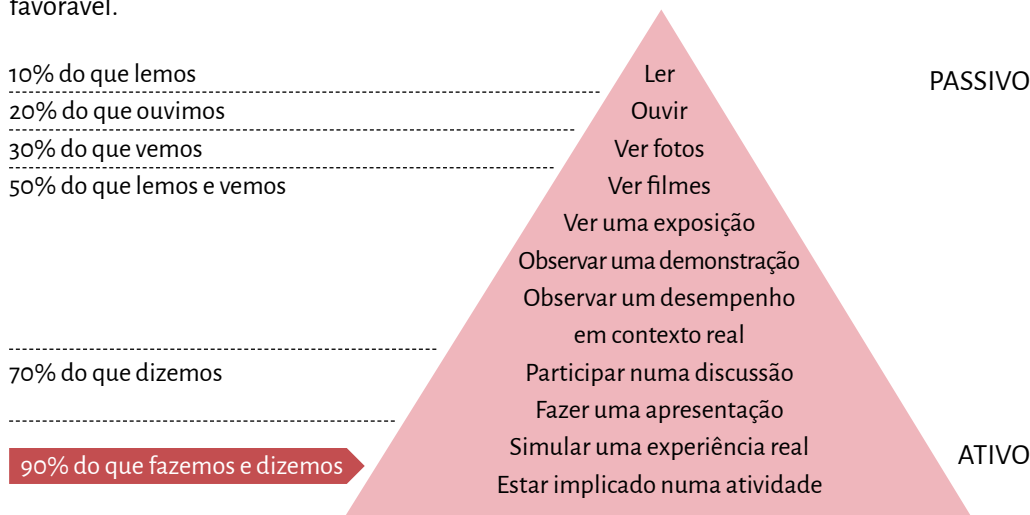 favorável.
10% do que lemos
Ler
PASSIVO
20% do que ouvimos
Ouvir
30% do que vemos
Ver fotos
50% do que lemos e vemos
Ver filmes
Ver uma exposição
Observar uma demonstração
Observar um desempenho
em contexto real
70% do que dizemos
Participar numa discussão
Fazer uma apresentação
Simular uma experiência real
ATIVO
90% do que fazemos e dizemos
Estar implicado numa atividade